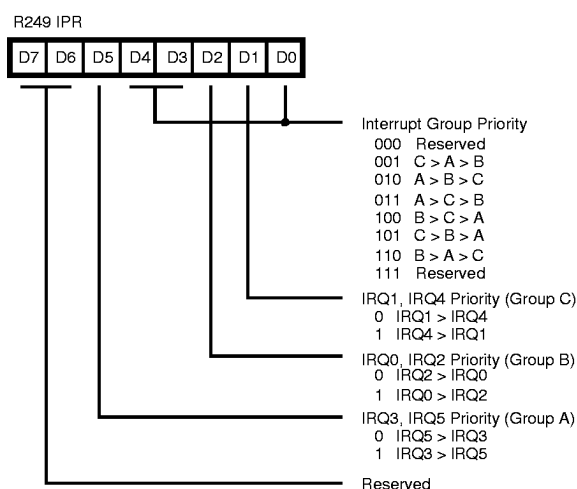 R249 IPR
D7 D6 D5 D4 D3 D2 D1 D0
Interrupt Group Priority
000 Reserved
001 C > A > B
010 A > B > C
011 A > C > B
100 B > C > A
101 C > B > A
110 B > A > C
111 Reserved
IRQ1, IRQ4 Priority (Group C)
0 IRQ1 > IRQ4
1 IRQ4 > IRQ1
IRQ0, IRQ2 Priority (Group B)
0 IRQ2 > IRQ0
1 IRQ0 > IRQ2
IRQ3, IRQ5 Priority (Group A)
0 IRQ5 > IRQ3
1 IRQ3 > IRQ5
Reserved